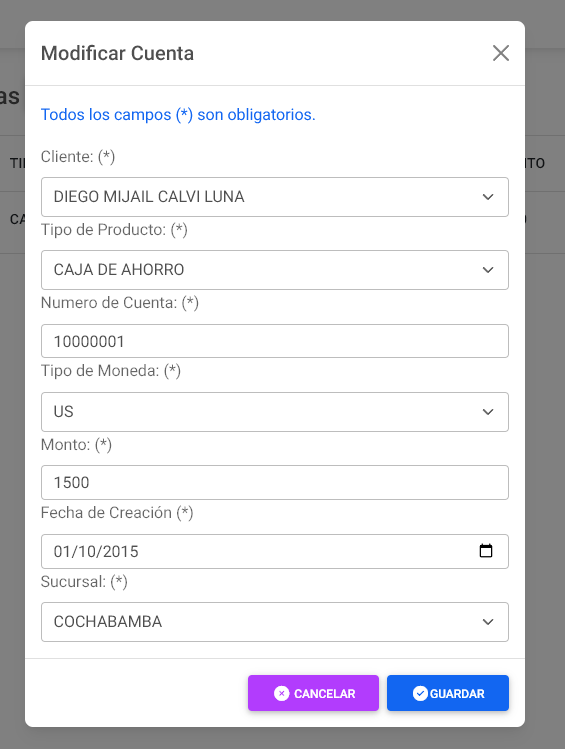 Modificar Cuenta
as
Todos los campos (*) son obligatorios.
Cliente: (*)
DIEGO MIJAIL CALVI LUNA
Tipo de Producto: (*)
CAJA DE AHORRO
Numero de Cuenta: (*)
10000001
Tipo de Moneda: (*)
US
Monto: (*)
1500
Fecha de Creación (*)
01/10/2015
Sucursal: (*)
COCHABAMBA
CANCELAR
GUARDAR